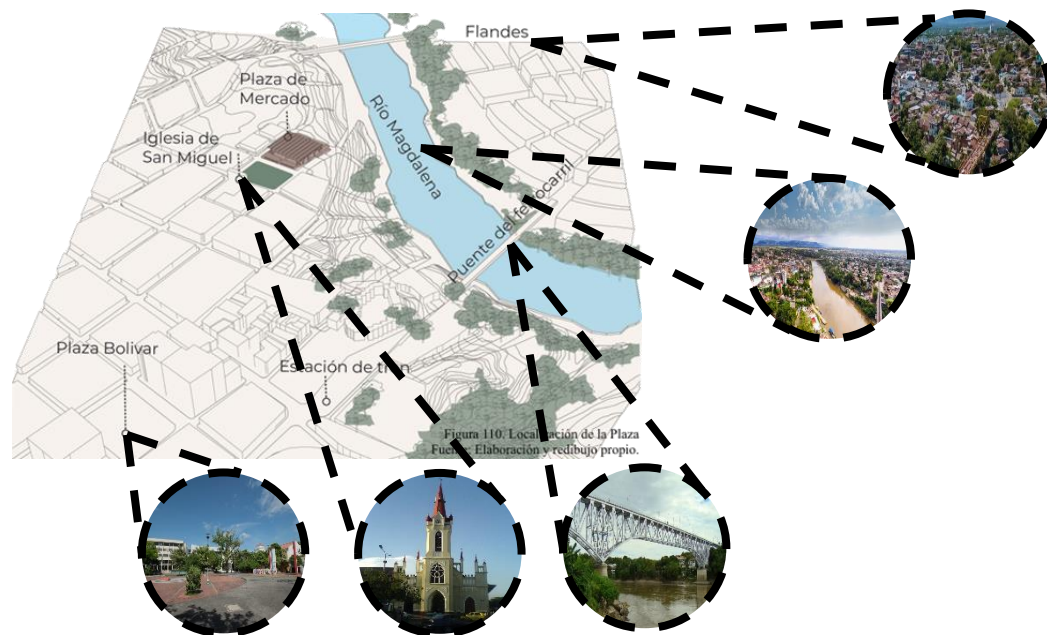 Flandes
Plaza de
Mercado
Río Magdalena
Iglesia de
San Miguel
Puente del ferrocarril
Plaza Bolivar
Estación de tren
Figura 110. Localización de la Plaza
Fuente: Elaboración y redibujo propio.